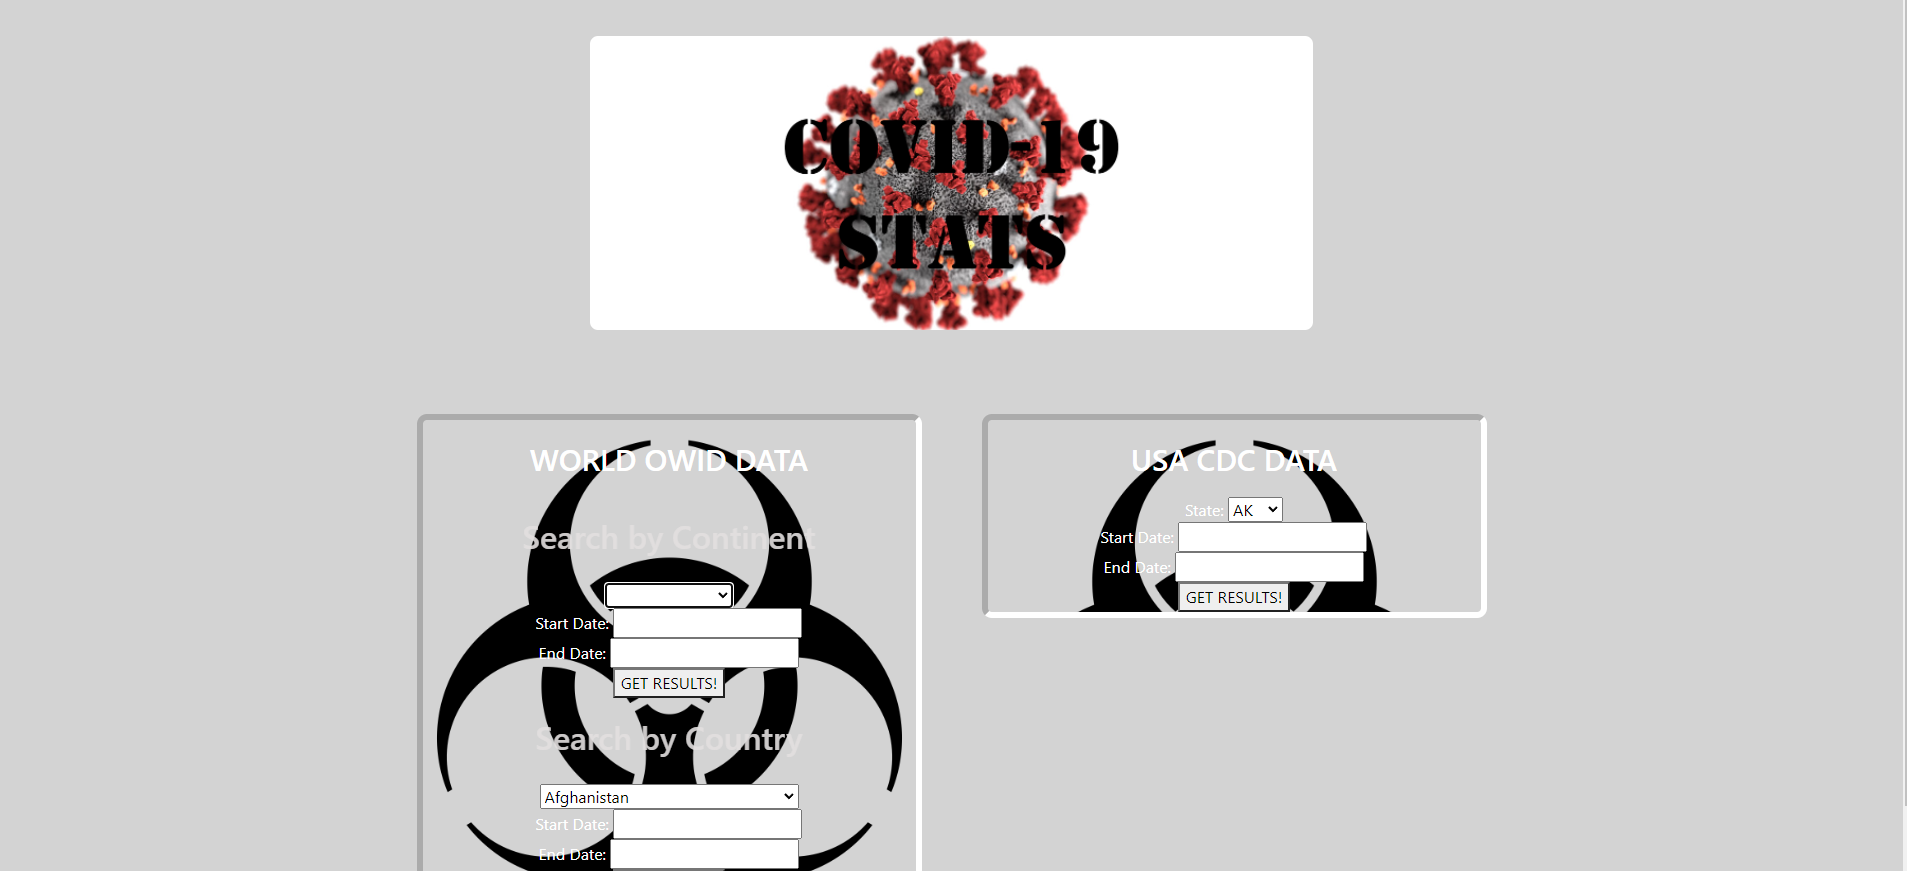 COVID-19
STATS
WORLD OWID DATA
Search by Continent
Start Date:
End Date:
GET RESULTS!
Search by Country
Afghanistan
Start Date:
End Date:
USA CDC DATA
State: AK
Start Date:
End Date:
GET RESULTS!